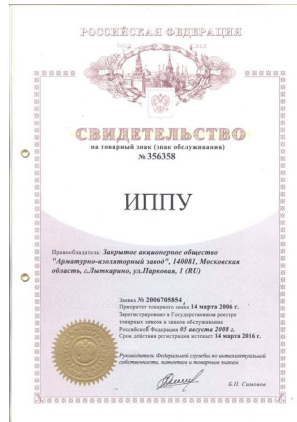 РОССИЙСКАЯ ФЕДЕРАЦИЯ
СВИДЕТЕЛЬСТВО
на товарный знак (знак обслуживания)
№ 356358
ИППУ
Правообладатель: Закрытое акционерное общество
"Арматурно-изоляторный завод", 140081, Московская
область, г.Лыткарино, ул.Парковая, 1 (RU)
Заявка № 2006705854
Приоритет товарного знака 14 марта 2006 г.
Зарегистрировано в Государственном реестре
товарных знаков и знаков обслуживания
Российской Федерации 05 августа 2008 г.
Срок действия регистрации истекает 14 марта 2016 г.
Руководитель Федеральной службы по интеллектуальной
собственности, патентам и товарным знакам
Б.П. Симонов